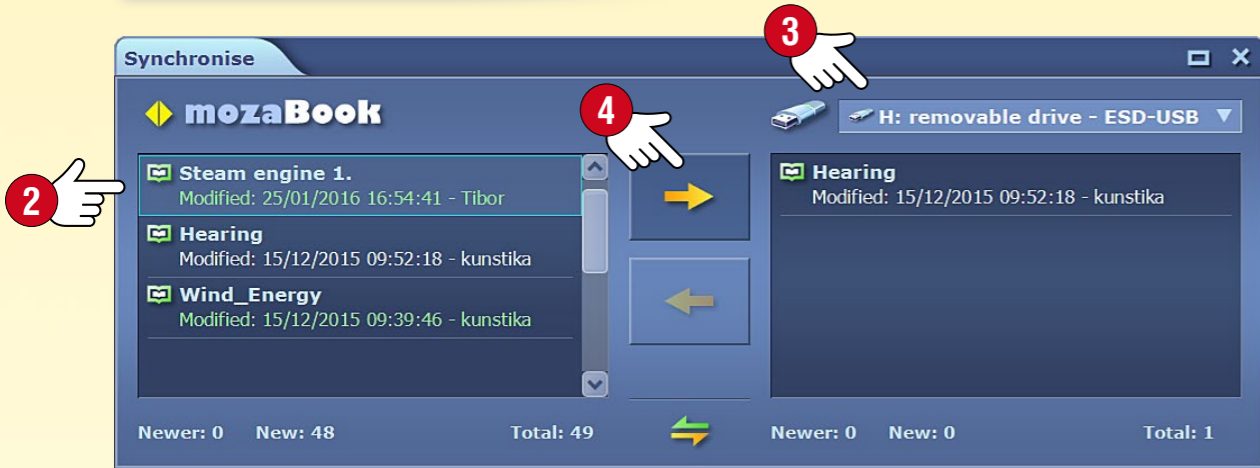 Synchronise
3
mozaBook
4
H: removable drive - ESD-USB
2
Steam engine 1.
Modified: 25/01/2016 16:54:41 - Tibor
Hearing
Modified: 15/12/2015 09:52:18 - kunstika
Wind_Energy
Modified: 15/12/2015 09:39:46 - kunstika
Hearing
Modified: 15/12/2015 09:52:18 - kunstika
Newer: 0 New: 48 Total: 49
Newer: 0 New: 0 Total: 1